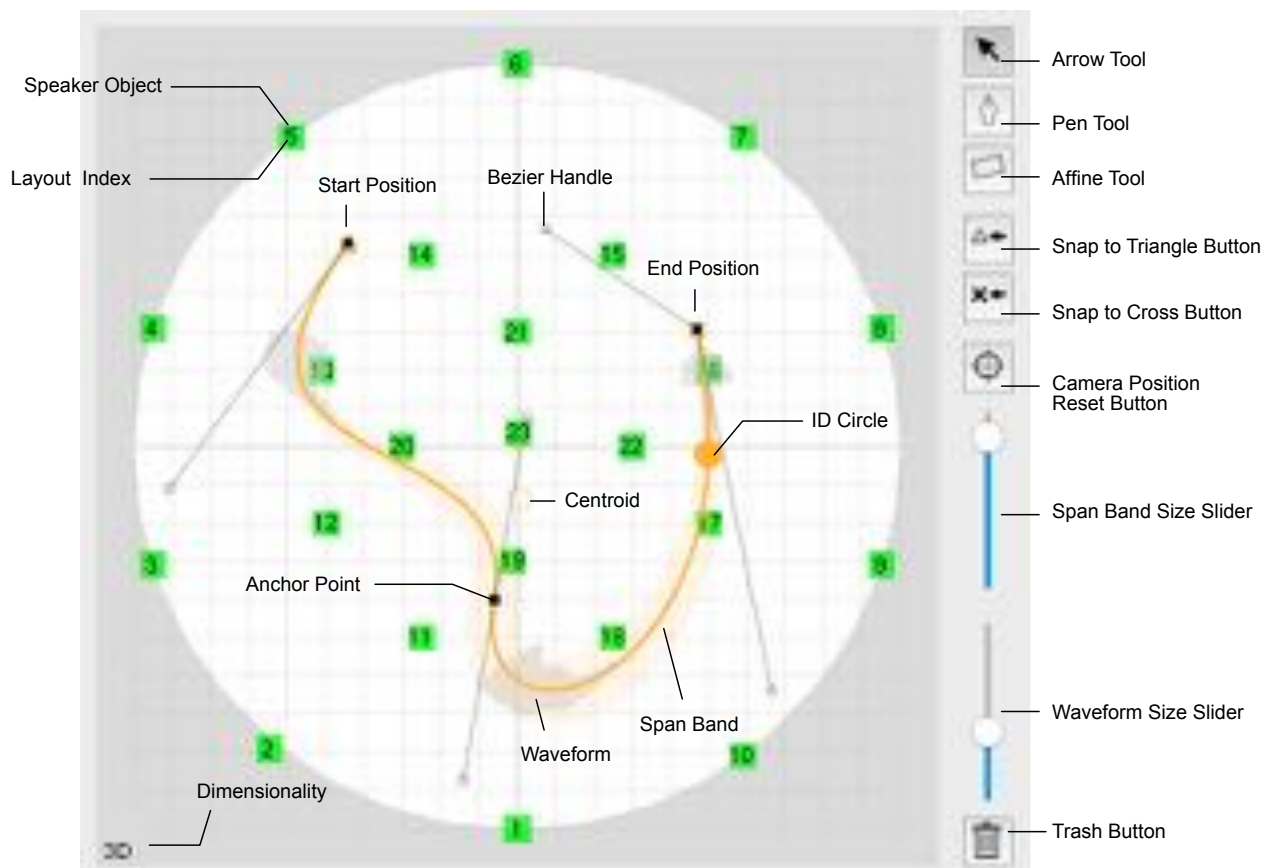 6
Arrow Tool
Speaker Object
Pen Tool
5
7
Layout Index
Start Position
Bezier Handle
Affine Tool
Snap to Triangle Button
14
15
End Position
Snap to Cross Button
4
21
8
13
16
Camera Position
Reset Button
ID Circle
20
23
22
Centroid
Span Band Size Slider
12
17
3
19
9
Anchor Point
11
18
Waveform Size Slider
Span Band
2
Waveform
10
Dimensionality
1
Trash Button
3D